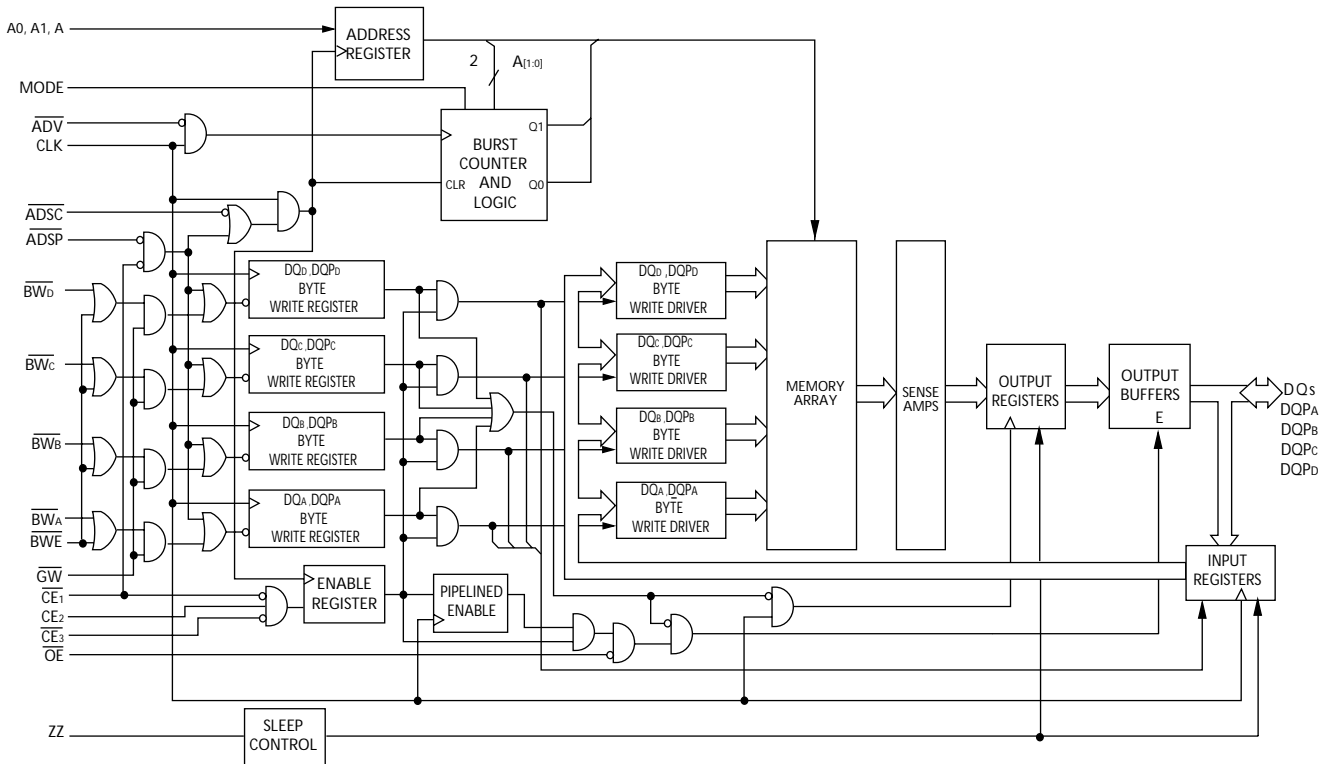 A0, A1, A
ADDRESS
REGISTER
2
A[1:0]
MODE
ADV
CLK
BURST
COUNTER
AND
LOGIC
CLR
Q1
Q0
ADSC
ADSP
BWD
BWC
BWB
BWA
BWE
GW
CE1
CE2
CE3
OE
ZZ
DQD,DQPD
BYTE
WRITE REGISTER
DQC,DQPC
BYTE
WRITE REGISTER
DQB,DQPB
BYTE
WRITE REGISTER
DQA,DQPA
BYTE
WRITE REGISTER
ENABLE
REGISTER
PIPELINED
ENABLE
SLEEP
CONTROL
DQD,DQPD
BYTE
WRITE DRIVER
DQC,DQPC
BYTE
WRITE DRIVER
DQB,DQPB
BYTE
WRITE DRIVER
DQA,DQPA
BYTE
WRITE DRIVER
MEMORY
ARRAY
SENSE
AMPS
OUTPUT
REGISTERS
OUTPUT
BUFFERS
E
DQs
DQPA
DQPB
DQPC
DQPD
INPUT
REGISTERS